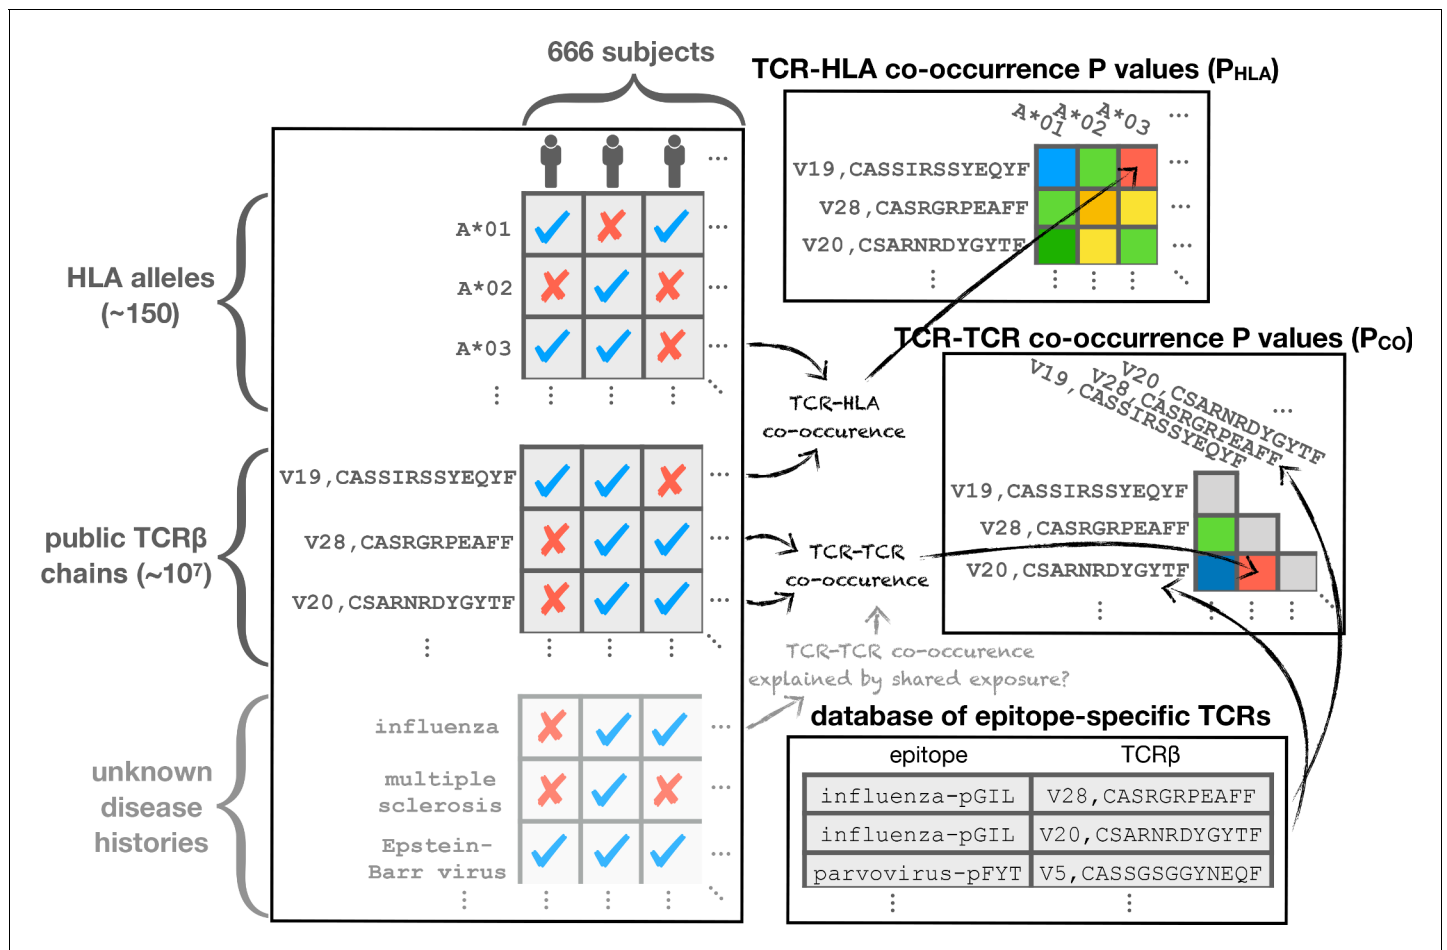 666 subjects
HLA alleles
(~150)
A*01
A*02
A*03
public TCRβ
chains (~10⁷)
V19,CASSIRSSYEQYF
V28,CASRGRPEAFF
V20,CSARNRDYGYTF
unknown
disease
histories
influenza
multiple
sclerosis
Epstein-
Barr virus
TCR-HLA
co-occurence
TCR-TCR
co-occurence
TCR-TCR co-occurence
explained by shared exposure?
TCR-HLA co-occurrence P values (PHLA)
A*01
A*02
A*03
V19,CASSIRSSYEQYF
V28,CASRGRPEAFF
V20,CSARNRDYGYTF
TCR-TCR co-occurrence P values (PCO)
V19,CASSIRSSYEQYF
V28,CASRGRPEAFF
V20,CSARNRDYGYTF
V19,CASSIRSSYEQYF
V28,CASRGRPEAFF
V20,CSARNRDYGYTF
database of epitope-specific TCRs
epitope TCRβ
influenza-pGIL V28,CASRGRPEAFF
influenza-pGIL V20,CSARNRDYGYTF
parvovirus-pFYT V5,CASSGSGGYNEQF